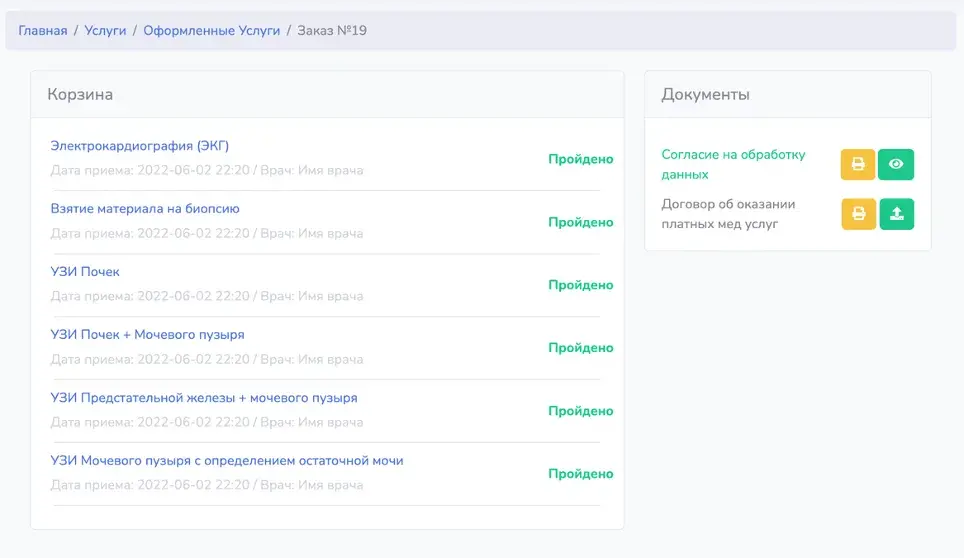 Главная / Услуги / Оформленные Услуги / Заказ №19
Корзина
Электрокардиография (ЭКГ)
Дата приема: 2022-06-02 22:20 / Врач: Имя врача
Пройдено
Взятие материала на биопсию
Дата приема: 2022-06-02 22:20 / Врач: Имя врача
Пройдено
УЗИ Почек
Дата приема: 2022-06-02 22:20 / Врач: Имя врача
Пройдено
УЗИ Почек + Мочевого пузыря
Дата приема: 2022-06-02 22:20 / Врач: Имя врача
Пройдено
УЗИ Предстательной железы + мочевого пузыря
Дата приема: 2022-06-02 22:20 / Врач: Имя врача
Пройдено
УЗИ Мочевого пузыря с определением остаточной мочи
Дата приема: 2022-06-02 22:20 / Врач: Имя врача
Пройдено
Документы
Согласие на обработку
данных
Договор об оказании
платных мед услуг